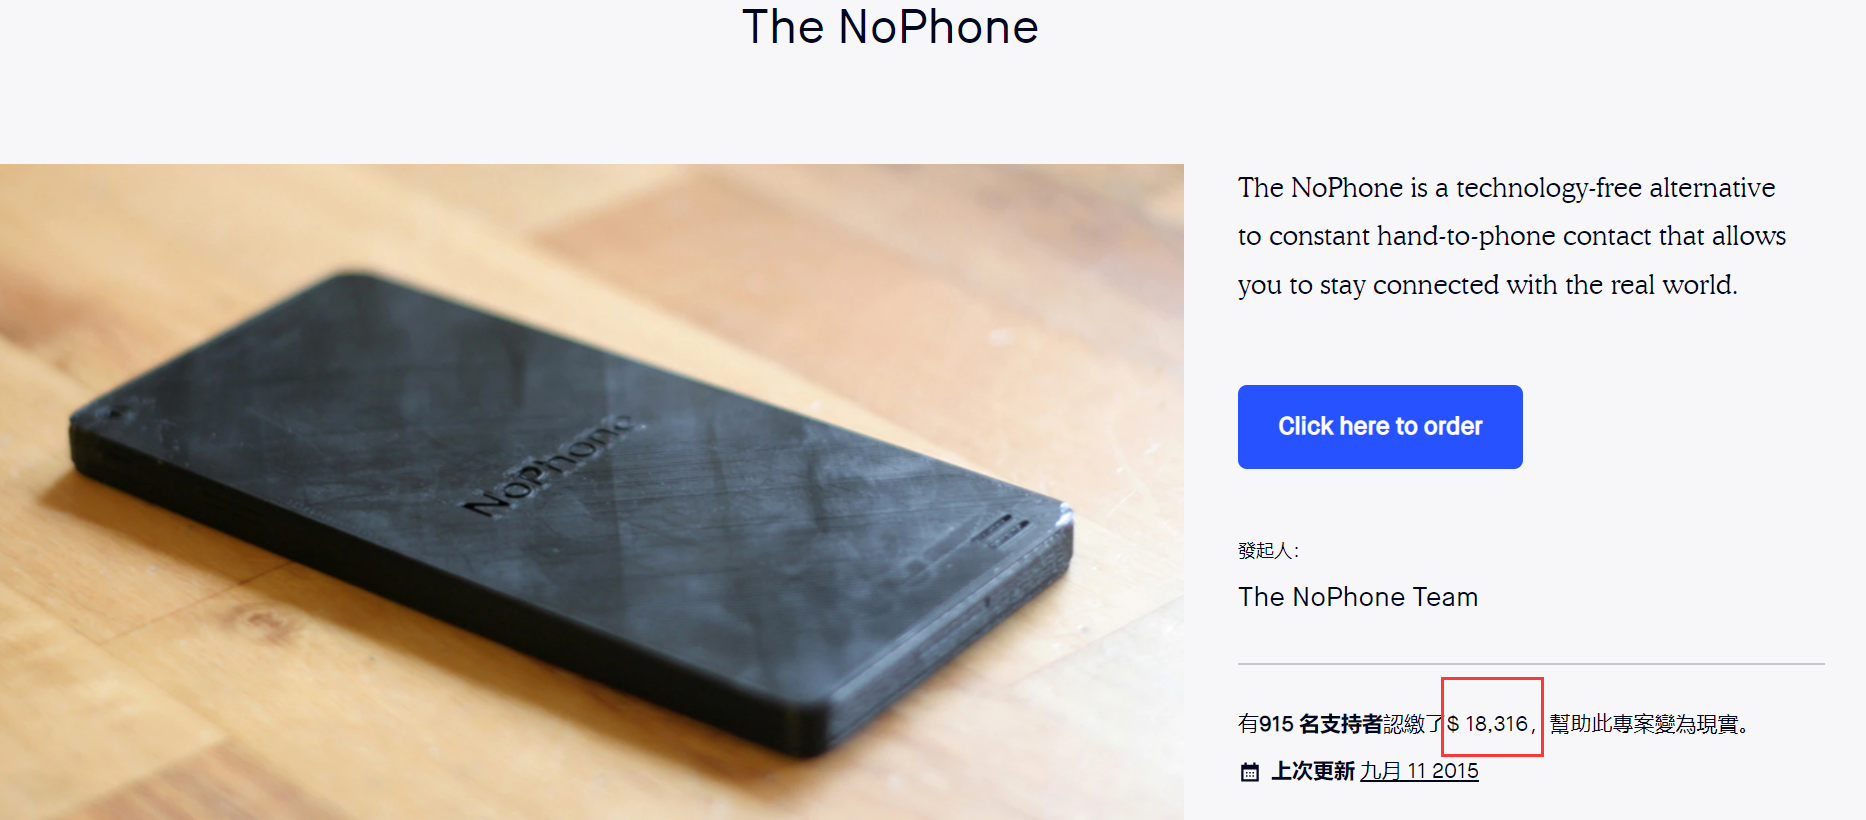 The NoPhone
NoPhone
The NoPhone is a technology-free alternative
to constant hand-to-phone contact that allows
you to stay connected with the real world.
Click here to order
發起人:
The NoPhone Team
有915 名支持者認繳了$ 18,316，幫助此專案變為現實。
上次更新 九月 11 2015